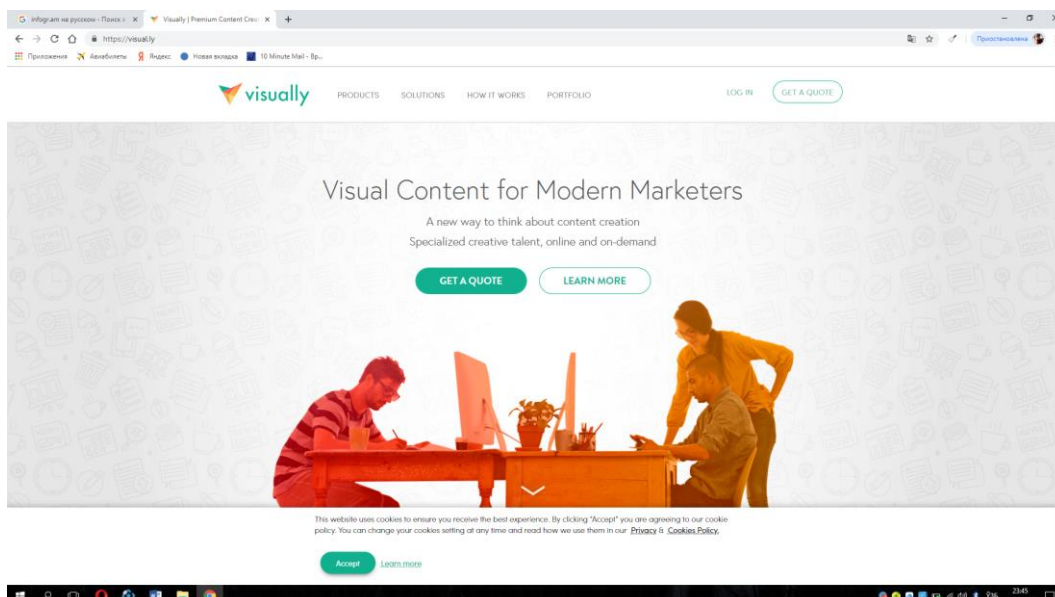 infogr.am на русском - Поиск в
Visually | Premium Content Creat
https://visual.ly
Приостановлена
Приложения
Авиабилеты
Яндекс
Новая вкладка
10 Minute Mail - Вр...
visually
PRODUCTS SOLUTIONS HOW IT WORKS PORTFOLIO
LOG IN GET A QUOTE
Visual Content for Modern Marketers
A new way to think about content creation
Specialized creative talent, online and on-demand
GET A QUOTE LEARN MORE
This website uses cookies to ensure you receive the best experience. By clicking "Accept" you are agreeing to our cookie
policy. You can change your cookies setting at any time and read how we use them in our Privacy & Cookies Policy.
Accept Learn more
23:45